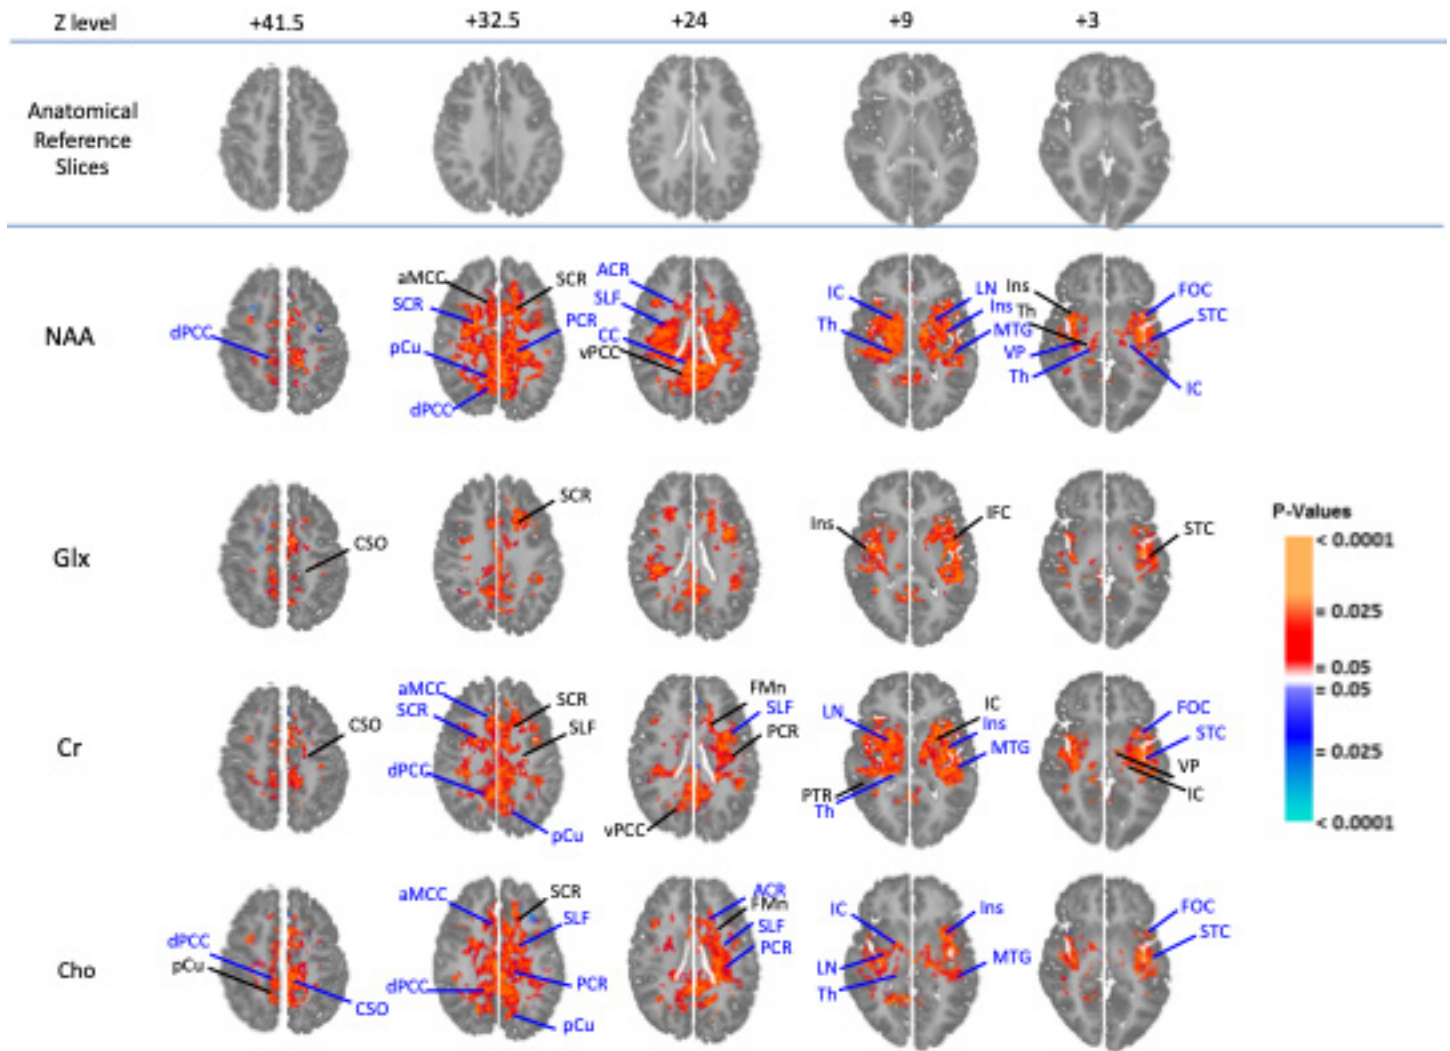 Z level +41.5 +32.5 +24 +9 +3
Anatomical
Reference
Slices
NAA
dPCC
aMCC
SCR
SCR
PCR
pCu
dPCC
ACR
SLF
CC
vPCC
IC
Th
LN
Ins
MTG
Ins
Th
VP
Th
FOC
STC
IC
Glx
CSO
SCR
Ins
IFC
STC
P-Values
< 0.0001
= 0.025
= 0.05
= 0.05
= 0.025
< 0.0001
Cr
CSO
aMCC
SCR
SCR
SLF
dPCC
pCu
FMn
SLF
PCR
vPCC
LN
IC
Ins
MTG
PTR
Th
FOC
STC
VP
IC
Cho
dPCC
pCu
CSO
aMCC
SCR
SLF
dPCC
PCR
pCu
ACR
FMn
SLF
PCR
IC
Ins
LN
MTG
Th
FOC
STC